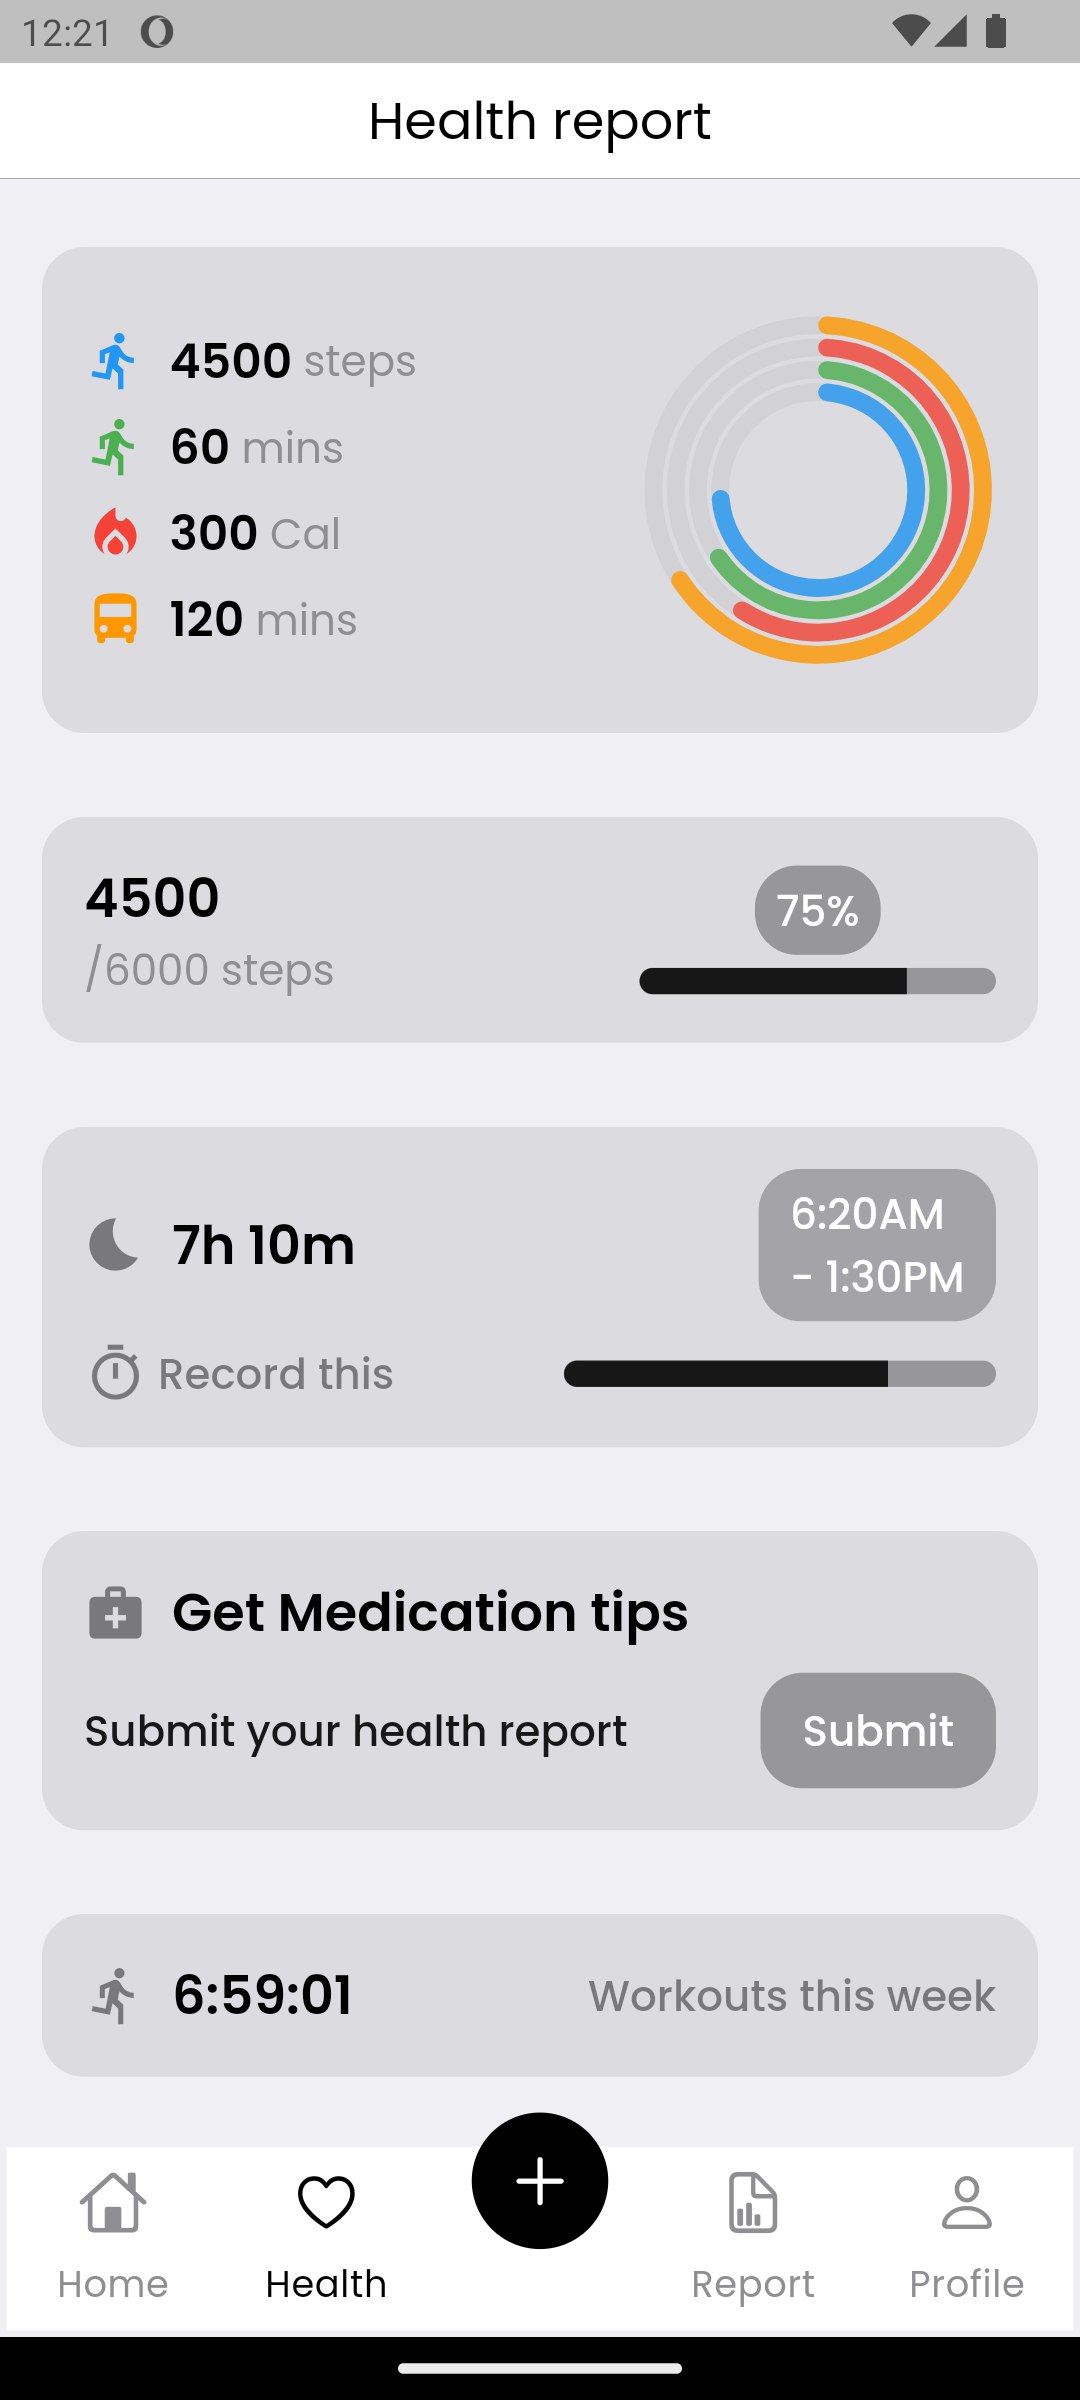 12:21
Health report
4500 steps
60 mins
300 Cal
120 mins
4500
/6000 steps
75%
7h 10m
6:20AM
- 1:30PM
Record this
Get Medication tips
Submit your health report
Submit
6:59:01
Workouts this week
Home
Health
Report
Profile